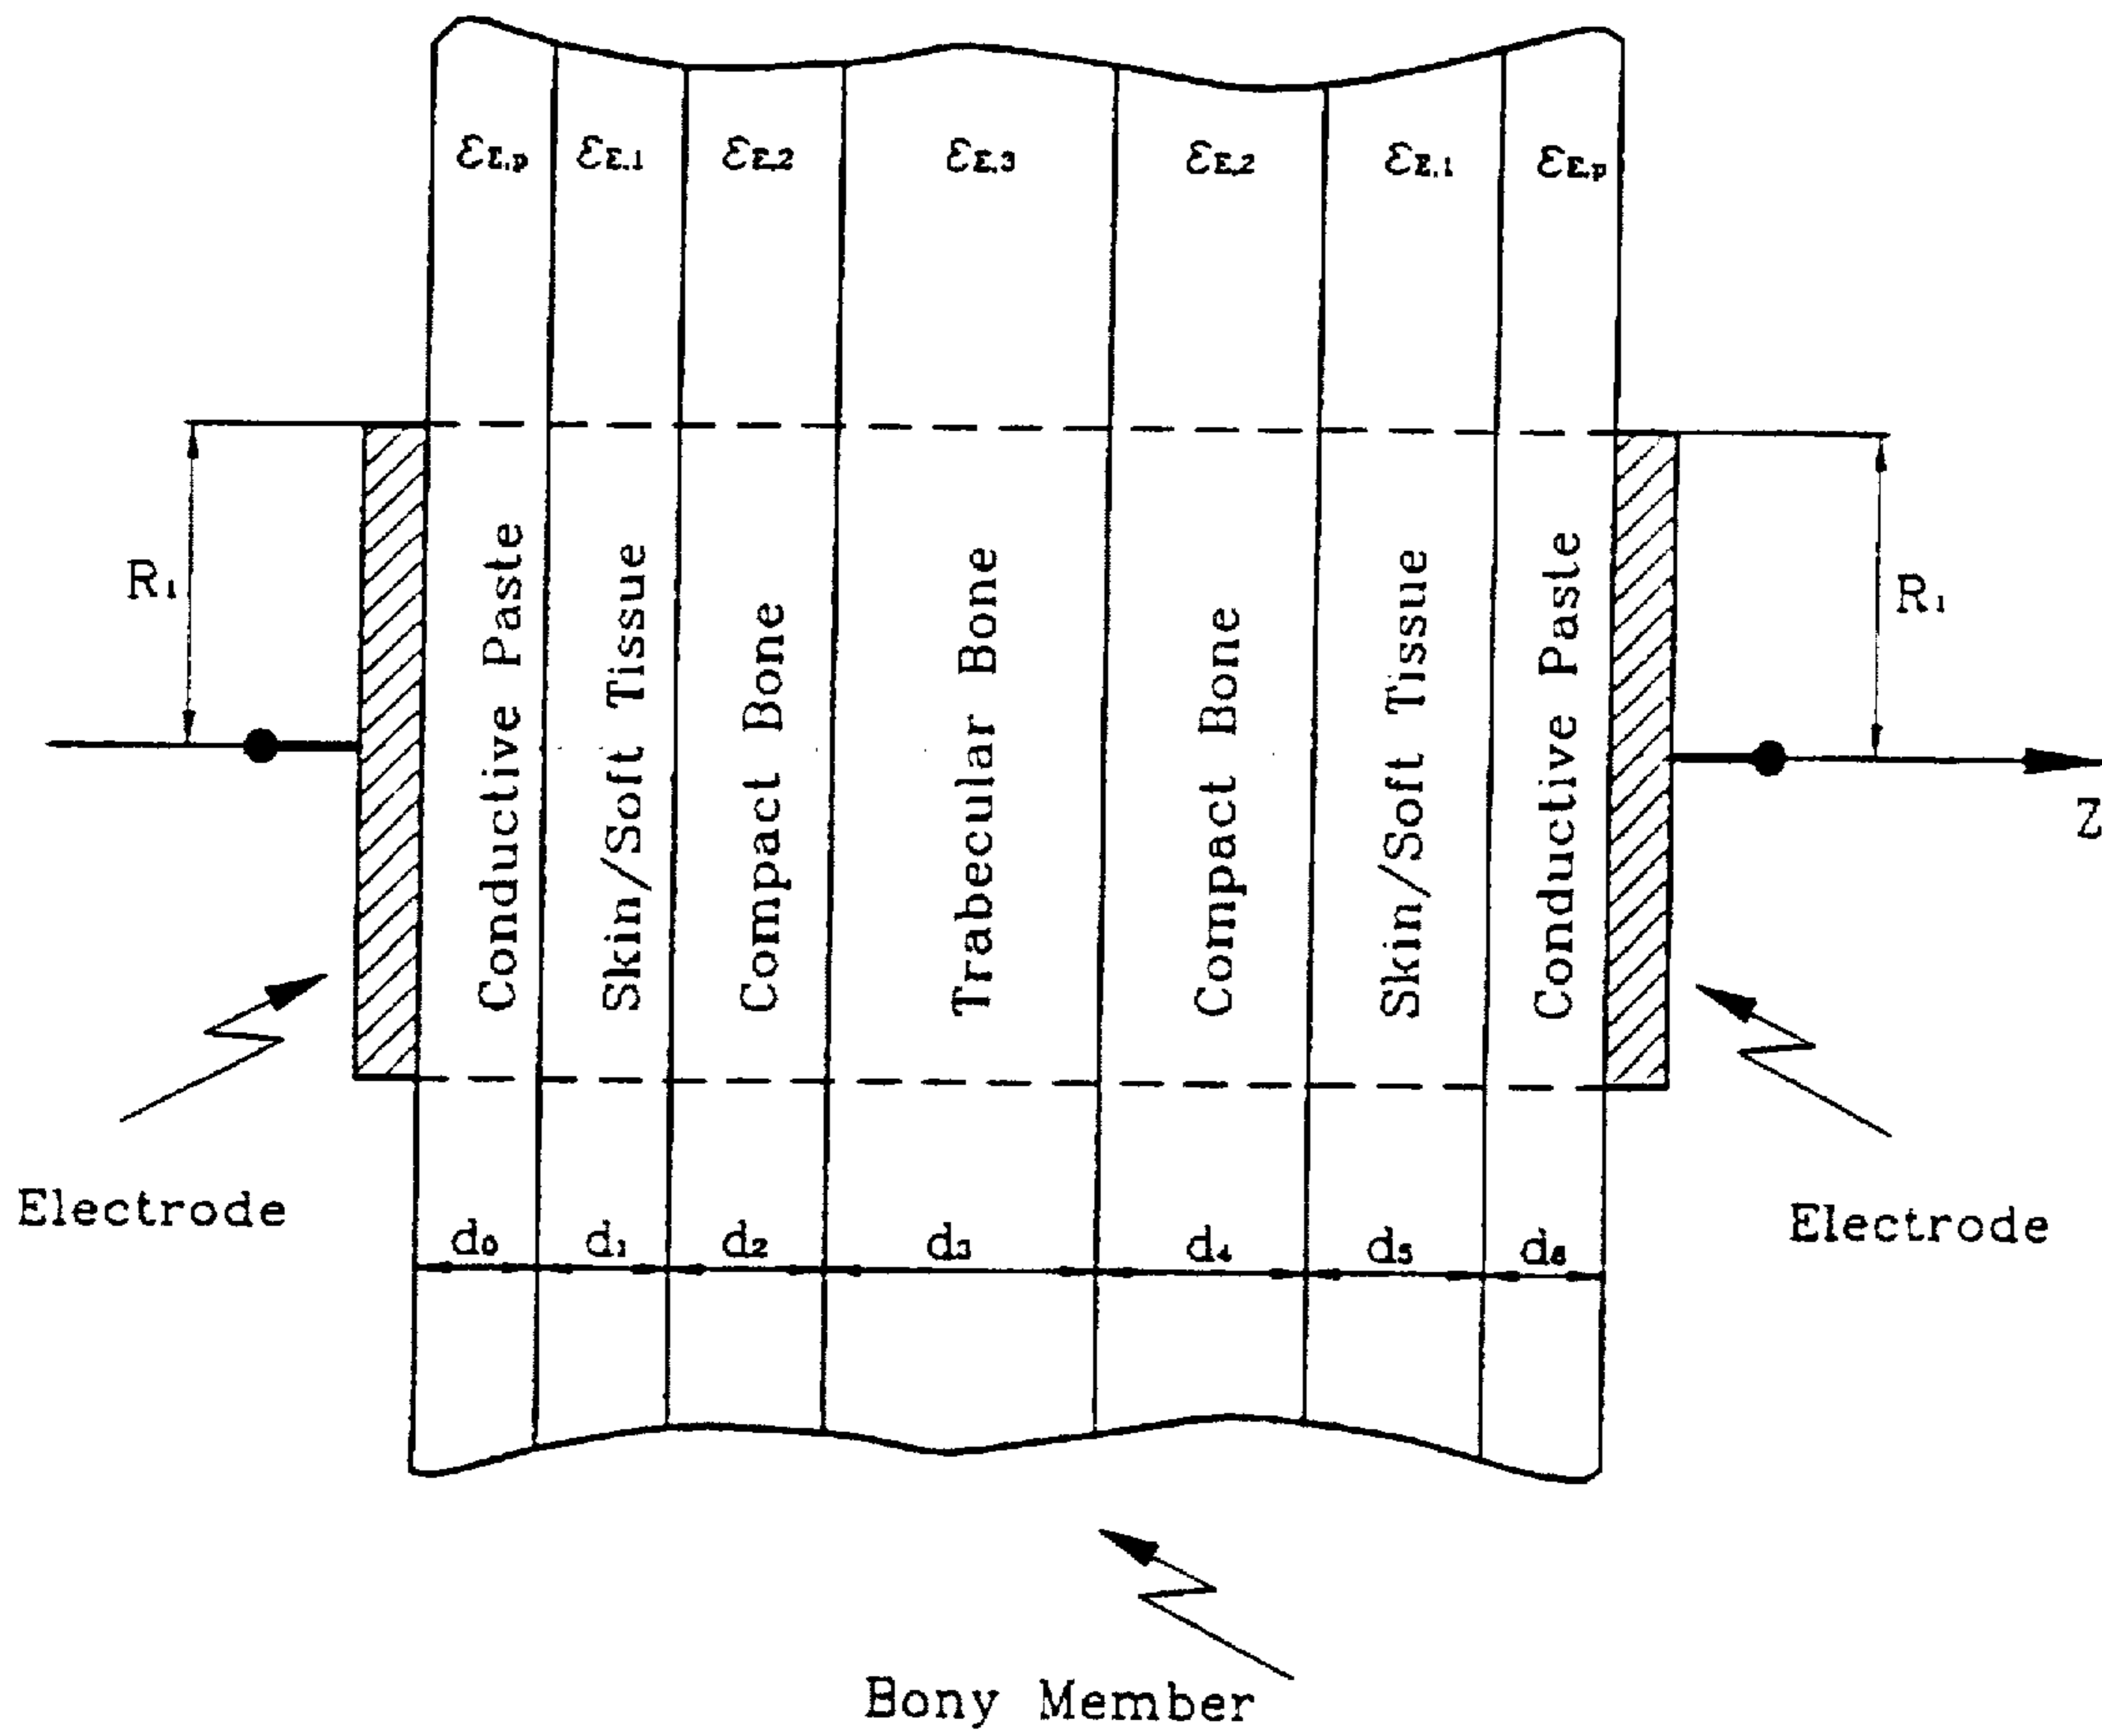 εE,p
εE,1
εE,2
εE,3
εE,2
εE,1
εE,p
R1
R1
Conductive Paste
Skin/Soft Tissue
Compact Bone
Trabecular Bone
Compact Bone
Skin/Soft Tissue
Conductive Paste
Z
Electrode
Electrode
d0
d1
d2
d3
d4
d5
d6
Bony Member